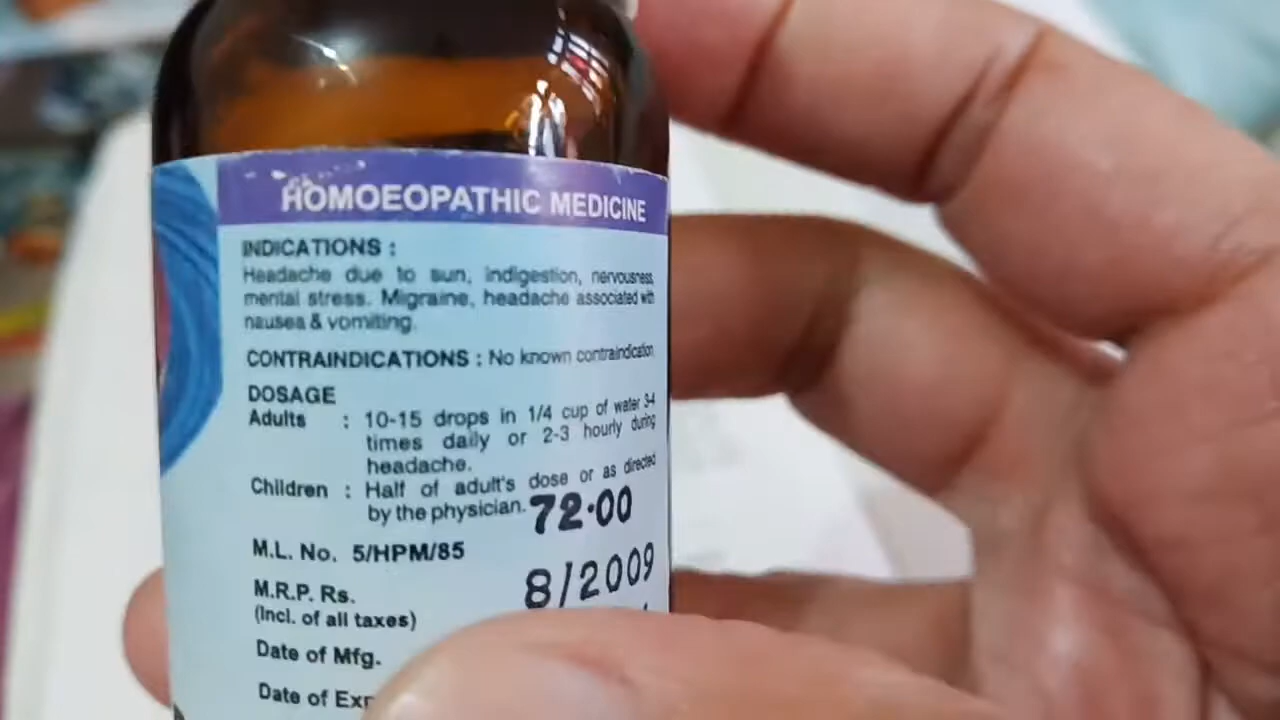 HOMOEOPATHIC MEDICINE
INDICATIONS :
Headache due to sun, indigestion, nervousness,
mental stress. Migraine, headache associated with
nausea & vomiting.
CONTRAINDICATIONS : No known contraindication
DOSAGE
Adults : 10-15 drops in 1/4 cup of water 3-4
times daily or 2-3 hourly during
headache.
Children : Half of adult's dose or as directed
by the physician.
72.00
M.L. No. 5/HPM/85
8/2009
M.R.P. Rs.
(Incl. of all taxes)
Date of Mfg.
Date of Exp